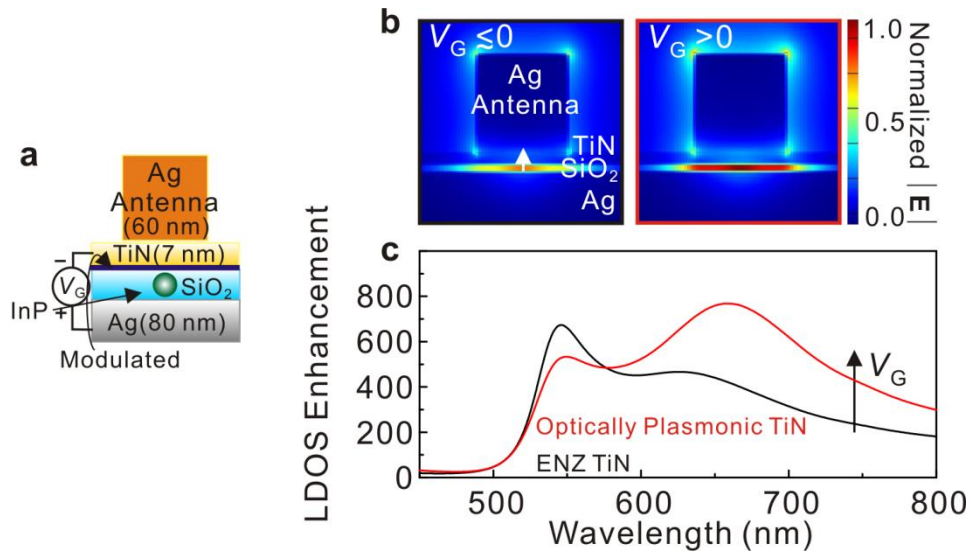 a
Ag
Antenna
(60 nm)
TiN(7 nm)
−
V_G
SiO₂
InP
+
Ag(80 nm)
Modulated
b
V_G ≲0
Ag
Antenna
TiN
SiO₂
Ag
V_G >0
1.0
0.5
0.0
Normalized |E|
c
LDOS Enhancement
800
600
400
200
0
V_G
Optically Plasmonic TiN
ENZ TiN
500
600
700
800
Wavelength (nm)